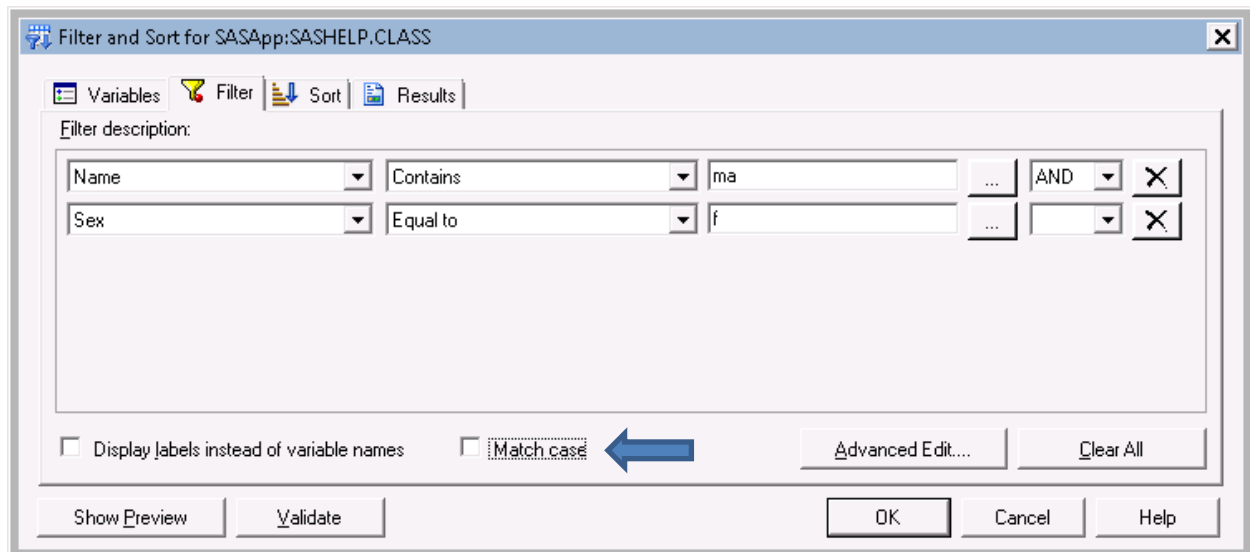 Filter and Sort for SASApp:SASHELP.CLASS
Variables Filter Sort Results
Filter description:
Name Contains ma ... AND
Sex Equal to f ...
Display labels instead of variable names Match case Advanced Edit.... Clear All
Show Preview Validate OK Cancel Help